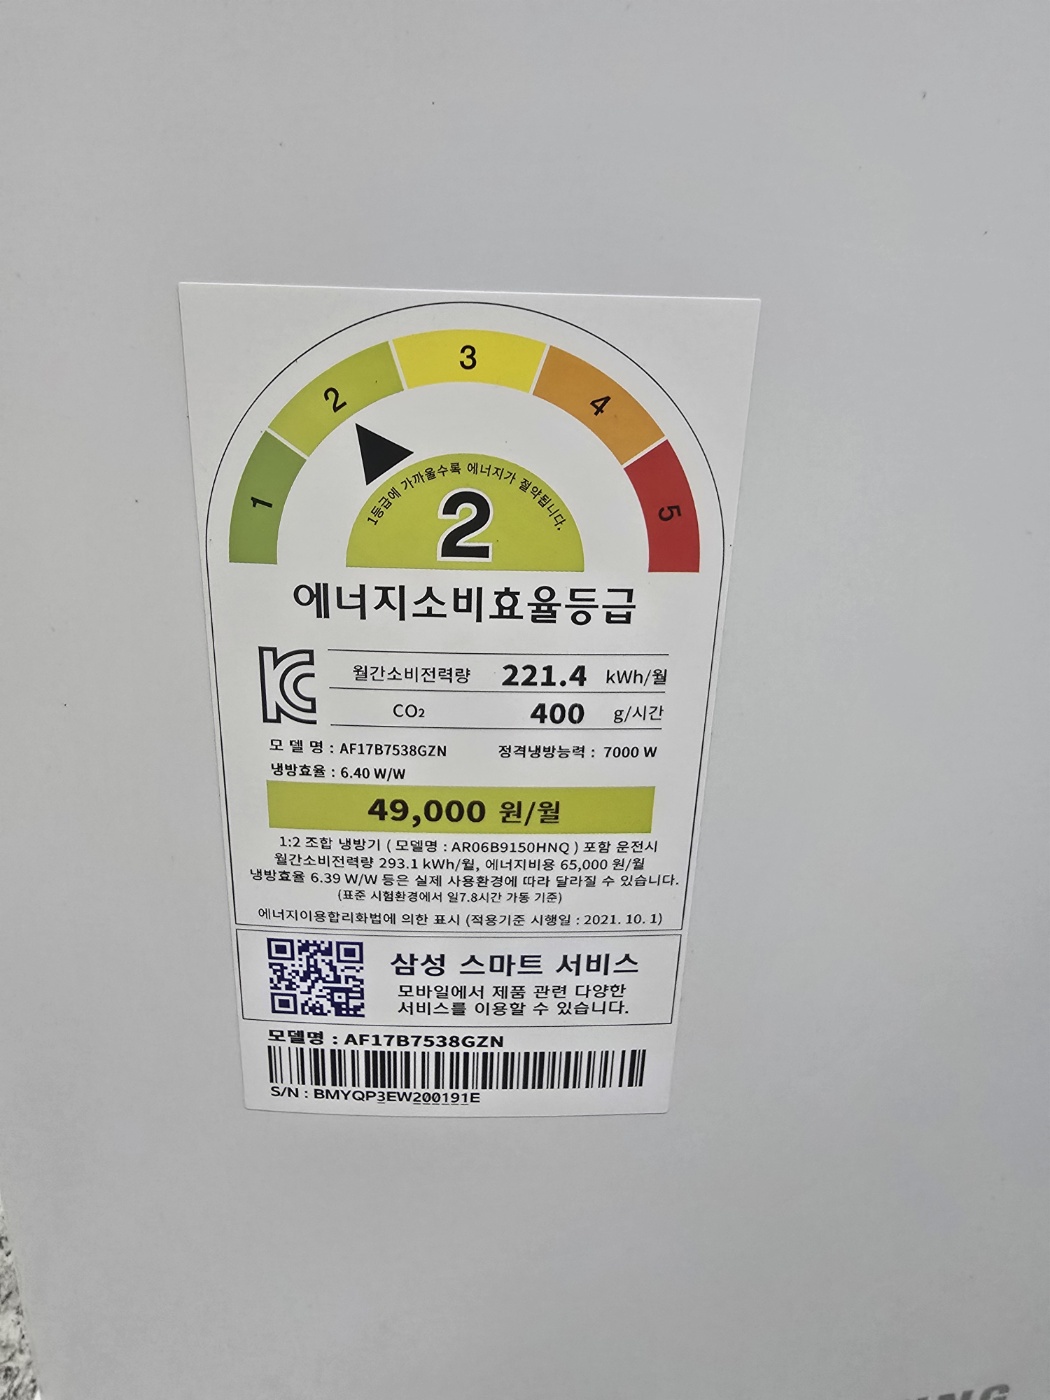 1
2
3
4
5
1등급에 가까울수록 에너지가 절약됩니다.
2
에너지소비효율등급
월간소비전력량 221.4 kWh/월
CO₂ 400 g/시간
모 델 명 : AF17B7538GZN 정격냉방능력 : 7000 W
냉방효율 : 6.40 W/W
49,000 원/월
1:2 조합 냉방기 ( 모델명 : AR06B9150HNQ ) 포함 운전시
월간소비전력량 293.1 kWh/월, 에너지비용 65,000 원/월
냉방효율 6.39 W/W 등은 실제 사용환경에 따라 달라질 수 있습니다.
(표준 시험환경에서 일7.8시간 가동 기준)
에너지이용합리화법에 의한 표시 (적용기준 시행일 : 2021. 10. 1)
삼성 스마트 서비스
모바일에서 제품 관련 다양한
서비스를 이용할 수 있습니다.
모델명 : AF17B7538GZN
S/N : BMYQP3EW200191E